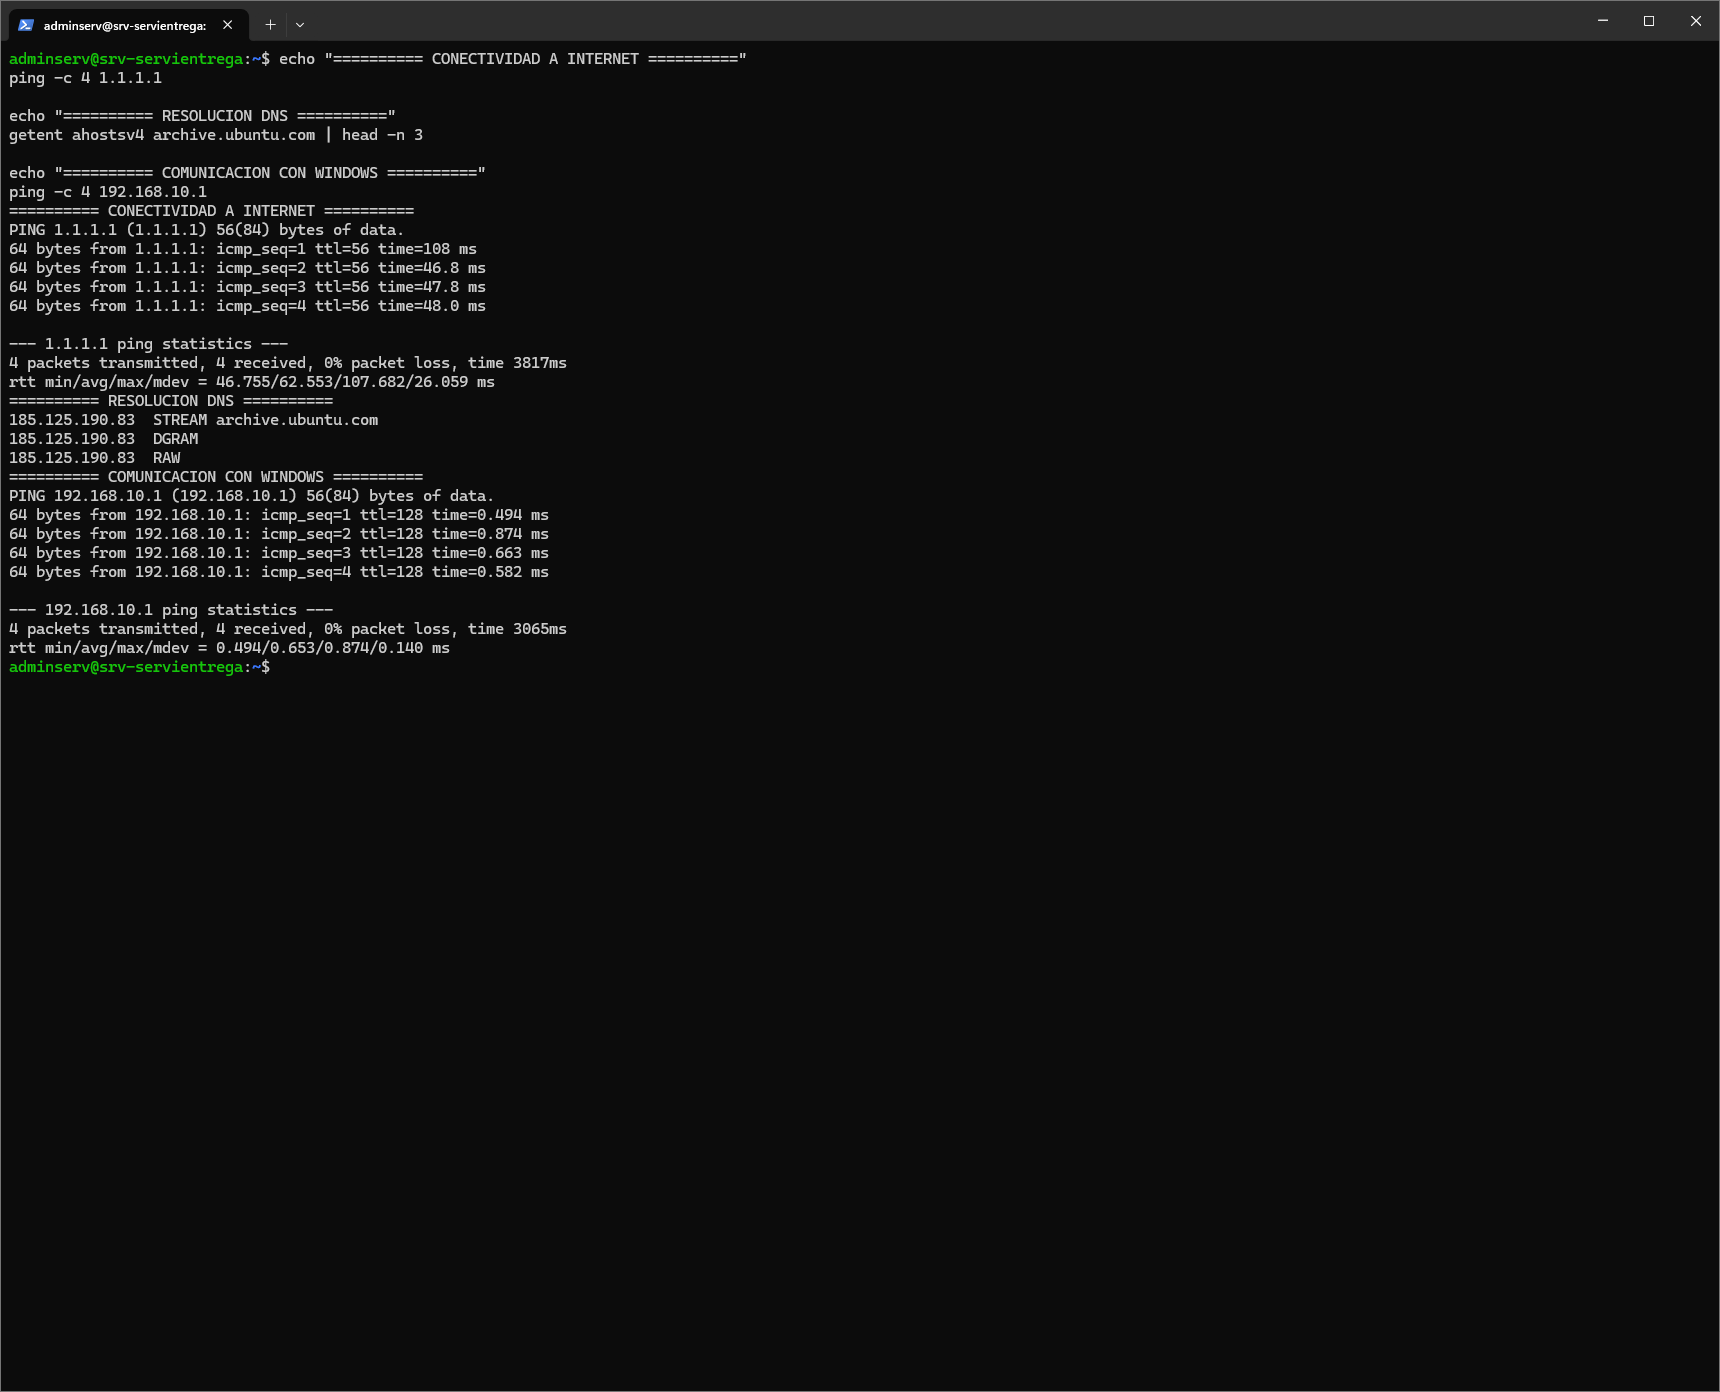 adminserv@srv-servientrega:
adminserv@srv-servientrega:~$ echo "========== CONECTIVIDAD A INTERNET =========="
ping -c 4 1.1.1.1

echo "========== RESOLUCION DNS =========="
getent ahostsv4 archive.ubuntu.com | head -n 3

echo "========== COMUNICACION CON WINDOWS =========="
ping -c 4 192.168.10.1
========== CONECTIVIDAD A INTERNET ==========
PING 1.1.1.1 (1.1.1.1) 56(84) bytes of data.
64 bytes from 1.1.1.1: icmp_seq=1 ttl=56 time=108 ms
64 bytes from 1.1.1.1: icmp_seq=2 ttl=56 time=46.8 ms
64 bytes from 1.1.1.1: icmp_seq=3 ttl=56 time=47.8 ms
64 bytes from 1.1.1.1: icmp_seq=4 ttl=56 time=48.0 ms

--- 1.1.1.1 ping statistics ---
4 packets transmitted, 4 received, 0% packet loss, time 3817ms
rtt min/avg/max/mdev = 46.755/62.553/107.682/26.059 ms
========== RESOLUCION DNS ==========
185.125.190.83  STREAM archive.ubuntu.com
185.125.190.83  DGRAM
185.125.190.83  RAW
========== COMUNICACION CON WINDOWS ==========
PING 192.168.10.1 (192.168.10.1) 56(84) bytes of data.
64 bytes from 192.168.10.1: icmp_seq=1 ttl=128 time=0.494 ms
64 bytes from 192.168.10.1: icmp_seq=2 ttl=128 time=0.874 ms
64 bytes from 192.168.10.1: icmp_seq=3 ttl=128 time=0.663 ms
64 bytes from 192.168.10.1: icmp_seq=4 ttl=128 time=0.582 ms

--- 192.168.10.1 ping statistics ---
4 packets transmitted, 4 received, 0% packet loss, time 3065ms
rtt min/avg/max/mdev = 0.494/0.653/0.874/0.140 ms
adminserv@srv-servientrega:~$